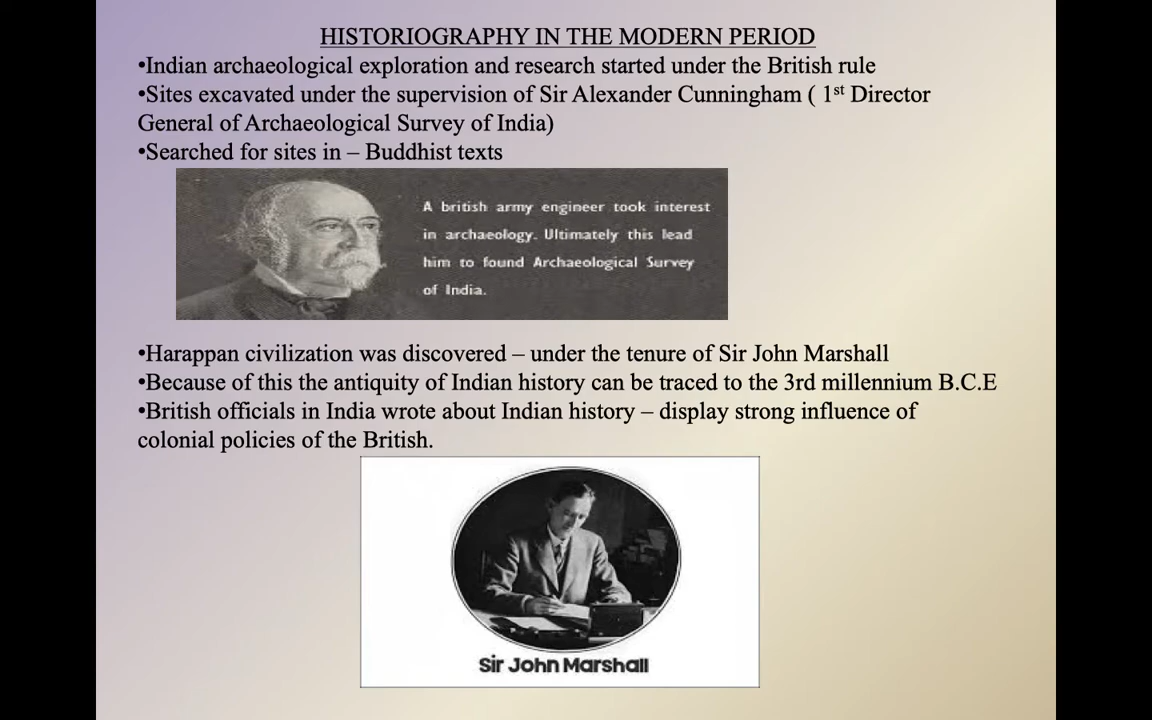 HISTORIOGRAPHY IN THE MODERN PERIOD
•Indian archaeological exploration and research started under the British rule
•Sites excavated under the supervision of Sir Alexander Cunningham ( 1st Director
General of Archaeological Survey of India)
•Searched for sites in – Buddhist texts
A british army engineer took interest
in archaeology. Ultimately this lead
him to found Archaeological Survey
of India.
•Harappan civilization was discovered – under the tenure of Sir John Marshall
•Because of this the antiquity of Indian history can be traced to the 3rd millennium B.C.E
•British officials in India wrote about Indian history – display strong influence of
colonial policies of the British.
Sir John Marshall